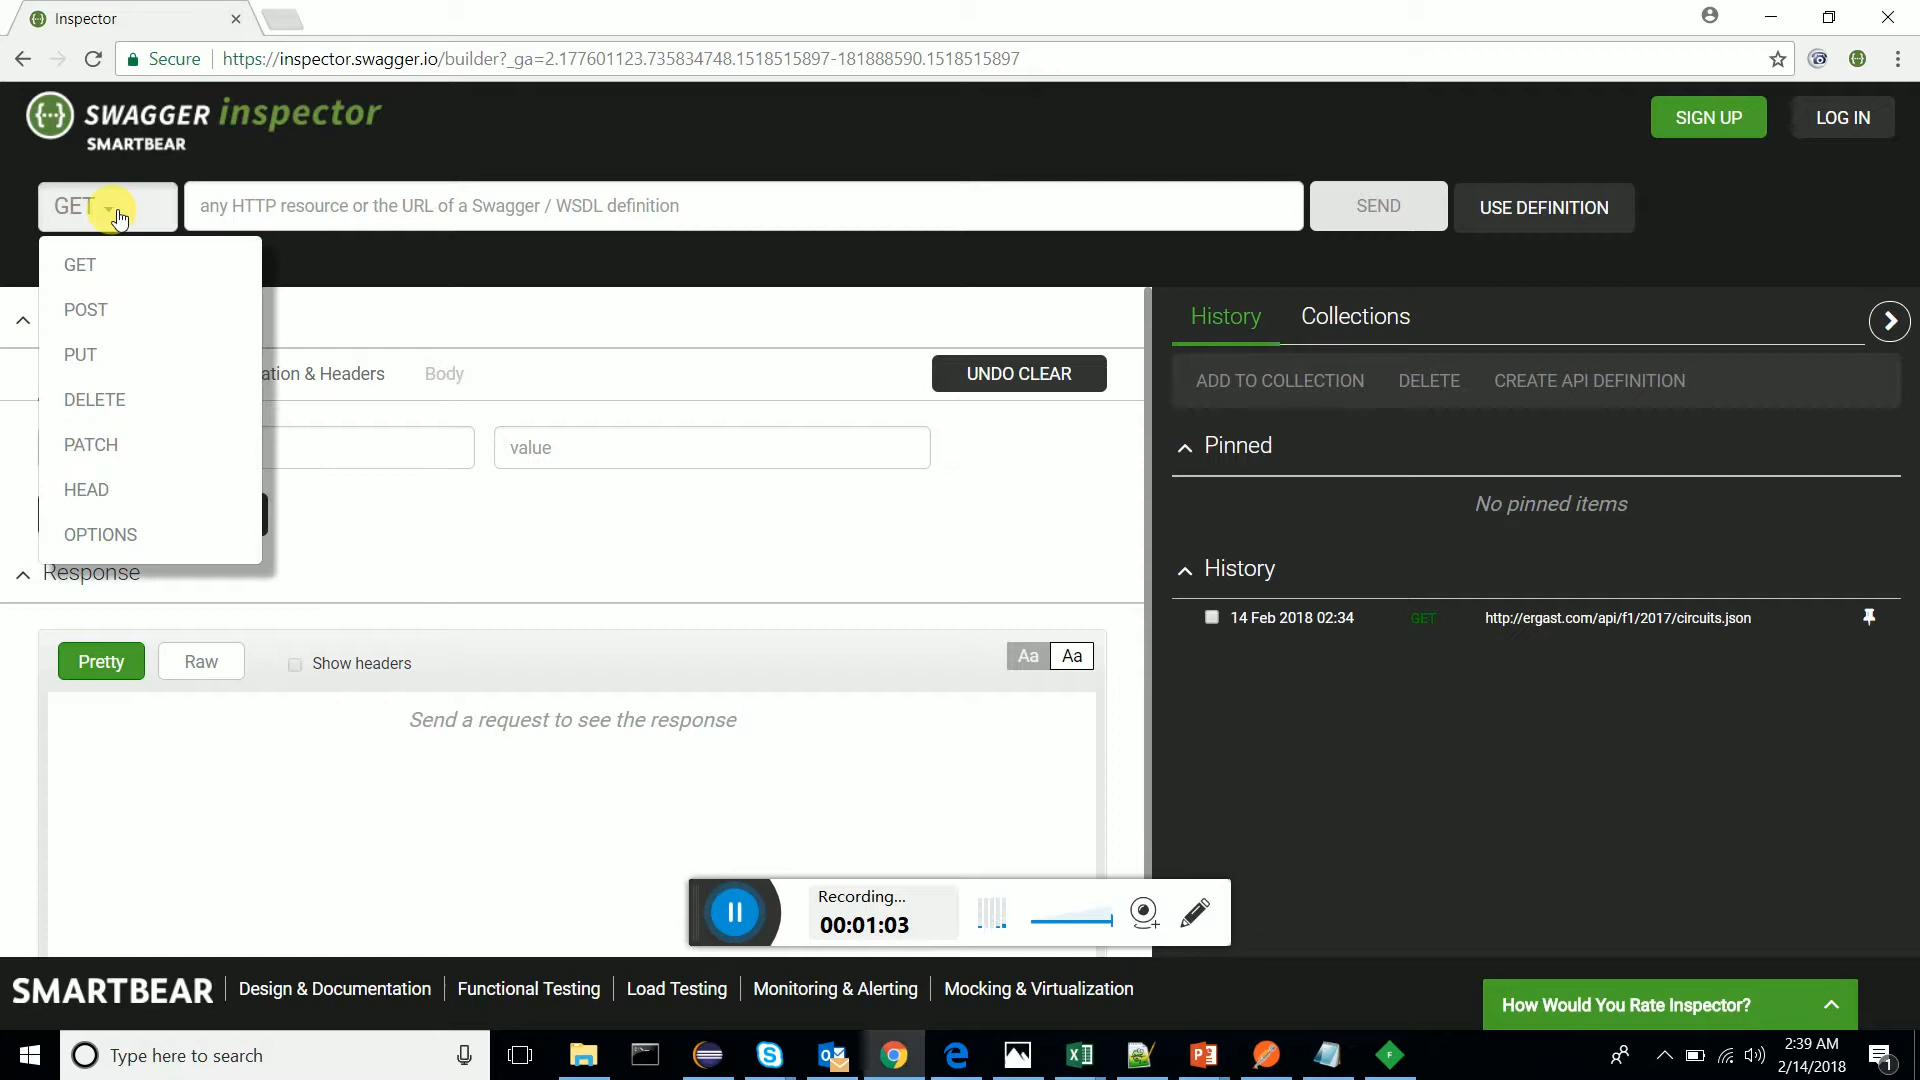 Inspector
Secure
https://inspector.swagger.io/builder?_ga=2.177601123.735834748.1518515897-181888590.1518515897
SWAGGER inspector
SMARTBEAR
SIGN UP
LOG IN
GET
any HTTP resource or the URL of a Swagger / WSDL definition
SEND
USE DEFINITION
GET
POST
PUT
DELETE
PATCH
HEAD
OPTIONS
ation & Headers
Body
UNDO CLEAR
value
Response
Pretty
Raw
Show headers
Aa
Aa
Send a request to see the response
History
Collections
ADD TO COLLECTION
DELETE
CREATE API DEFINITION
Pinned
No pinned items
History
14 Feb 2018 02:34
GET
http://ergast.com/api/f1/2017/circuits.json
Recording...
00:01:03
SMARTBEAR
Design & Documentation
Functional Testing
Load Testing
Monitoring & Alerting
Mocking & Virtualization
How Would You Rate Inspector?
Type here to search
2:39 AM
2/14/2018
1